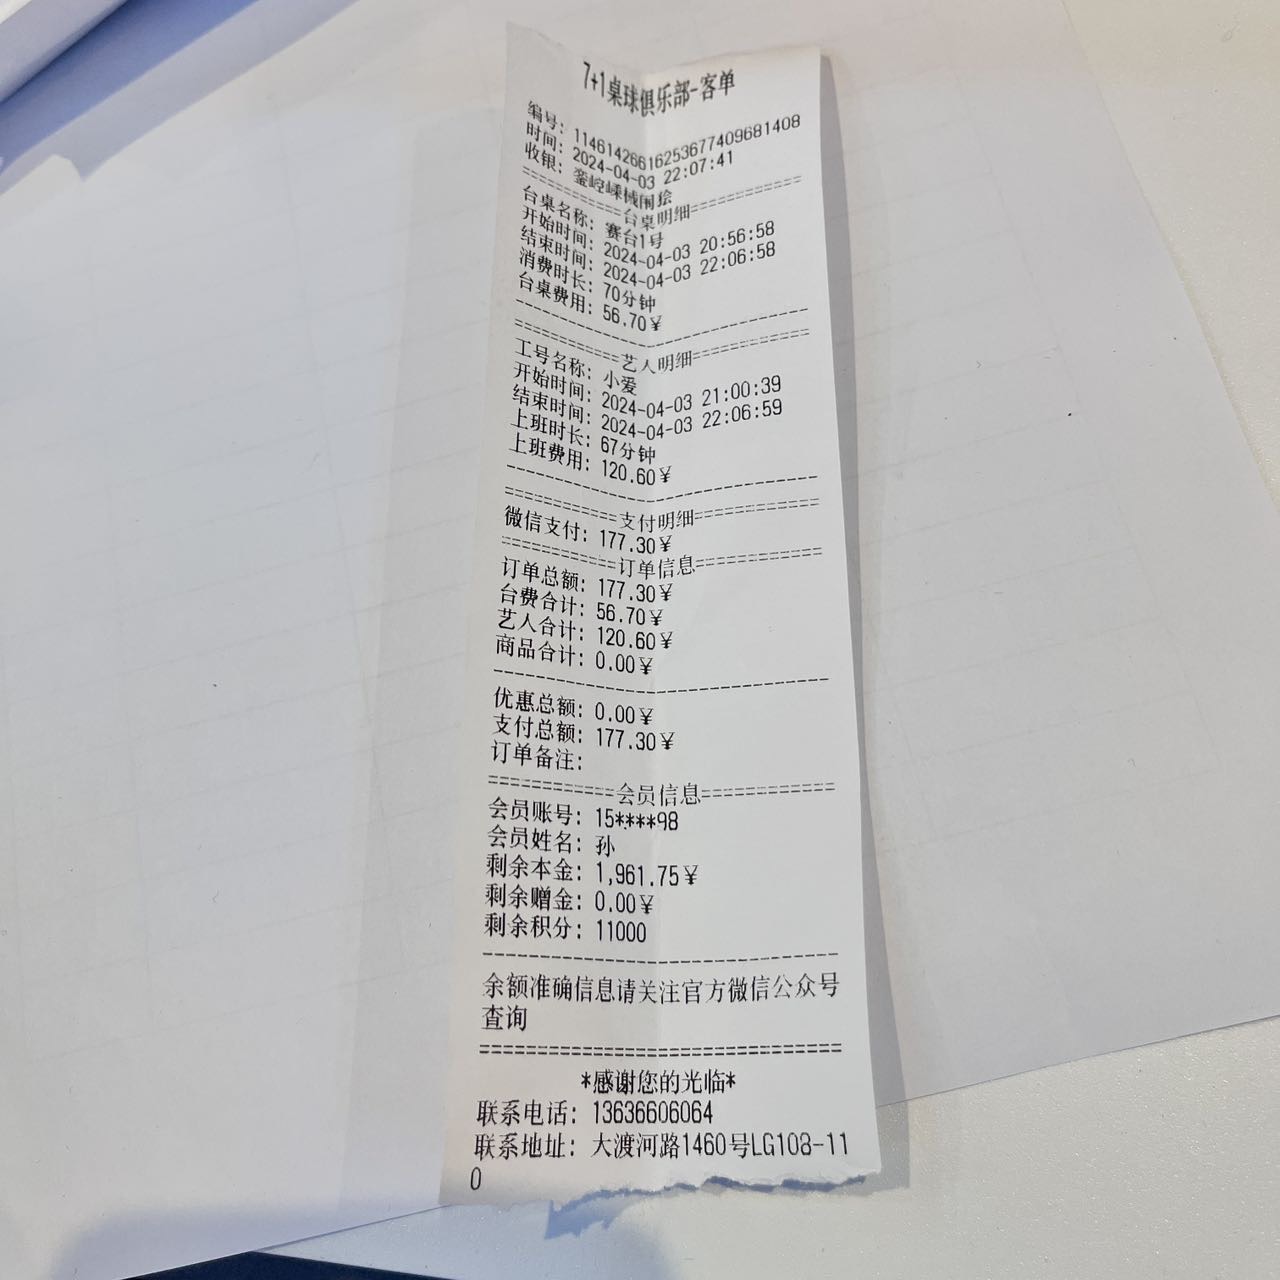 7+1桌球俱乐部-客单
编号: 1146142661625367740968​1408
时间: 2024-04-03 22:07:41
收银:
============台桌明细============
台桌名称: 赛台1号
开始时间: 2024-04-03 20:56:58
结束时间: 2024-04-03 22:06:58
消费时长: 70分钟
台桌费用: 56.70¥
--------------------------------
============艺人明细============
工号名称: 小爱
开始时间: 2024-04-03 21:00:39
结束时间: 2024-04-03 22:06:59
上班时长: 67分钟
上班费用: 120.60¥
--------------------------------
============支付明细============
微信支付: 177.30¥
============订单信息============
订单总额: 177.30¥
台费合计: 56.70¥
艺人合计: 120.60¥
商品合计: 0.00¥
--------------------------------
优惠总额: 0.00¥
支付总额: 177.30¥
订单备注:
============会员信息============
会员账号: 15****98
会员姓名: 孙
剩余本金: 1,961.75¥
剩余赠金: 0.00¥
剩余积分: 11000
--------------------------------
余额准确信息请关注官方微信公众号
查询
================================
*感谢您的光临*
联系电话: 13636606064
联系地址: 大渡河路1460号LG108-11
0